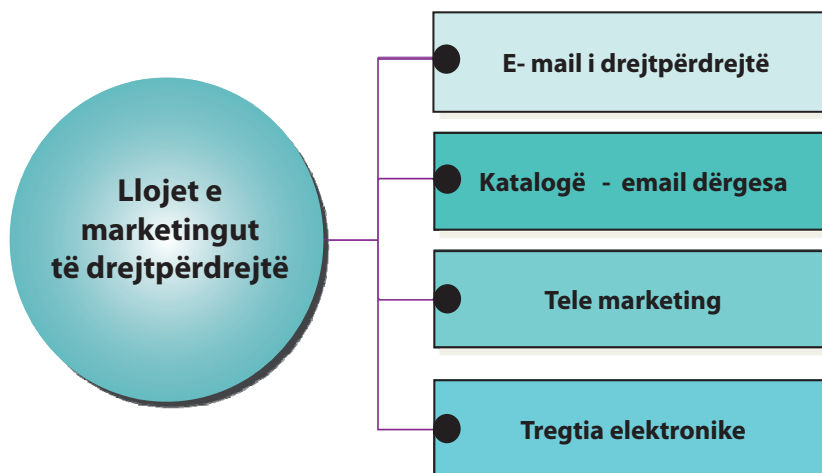 Llojet e
marketingut
të drejtpërdrejtë
E- mail i drejtpërdrejtë
Katalogë - email dërgesa
Tele marketing
Tregtia elektronike